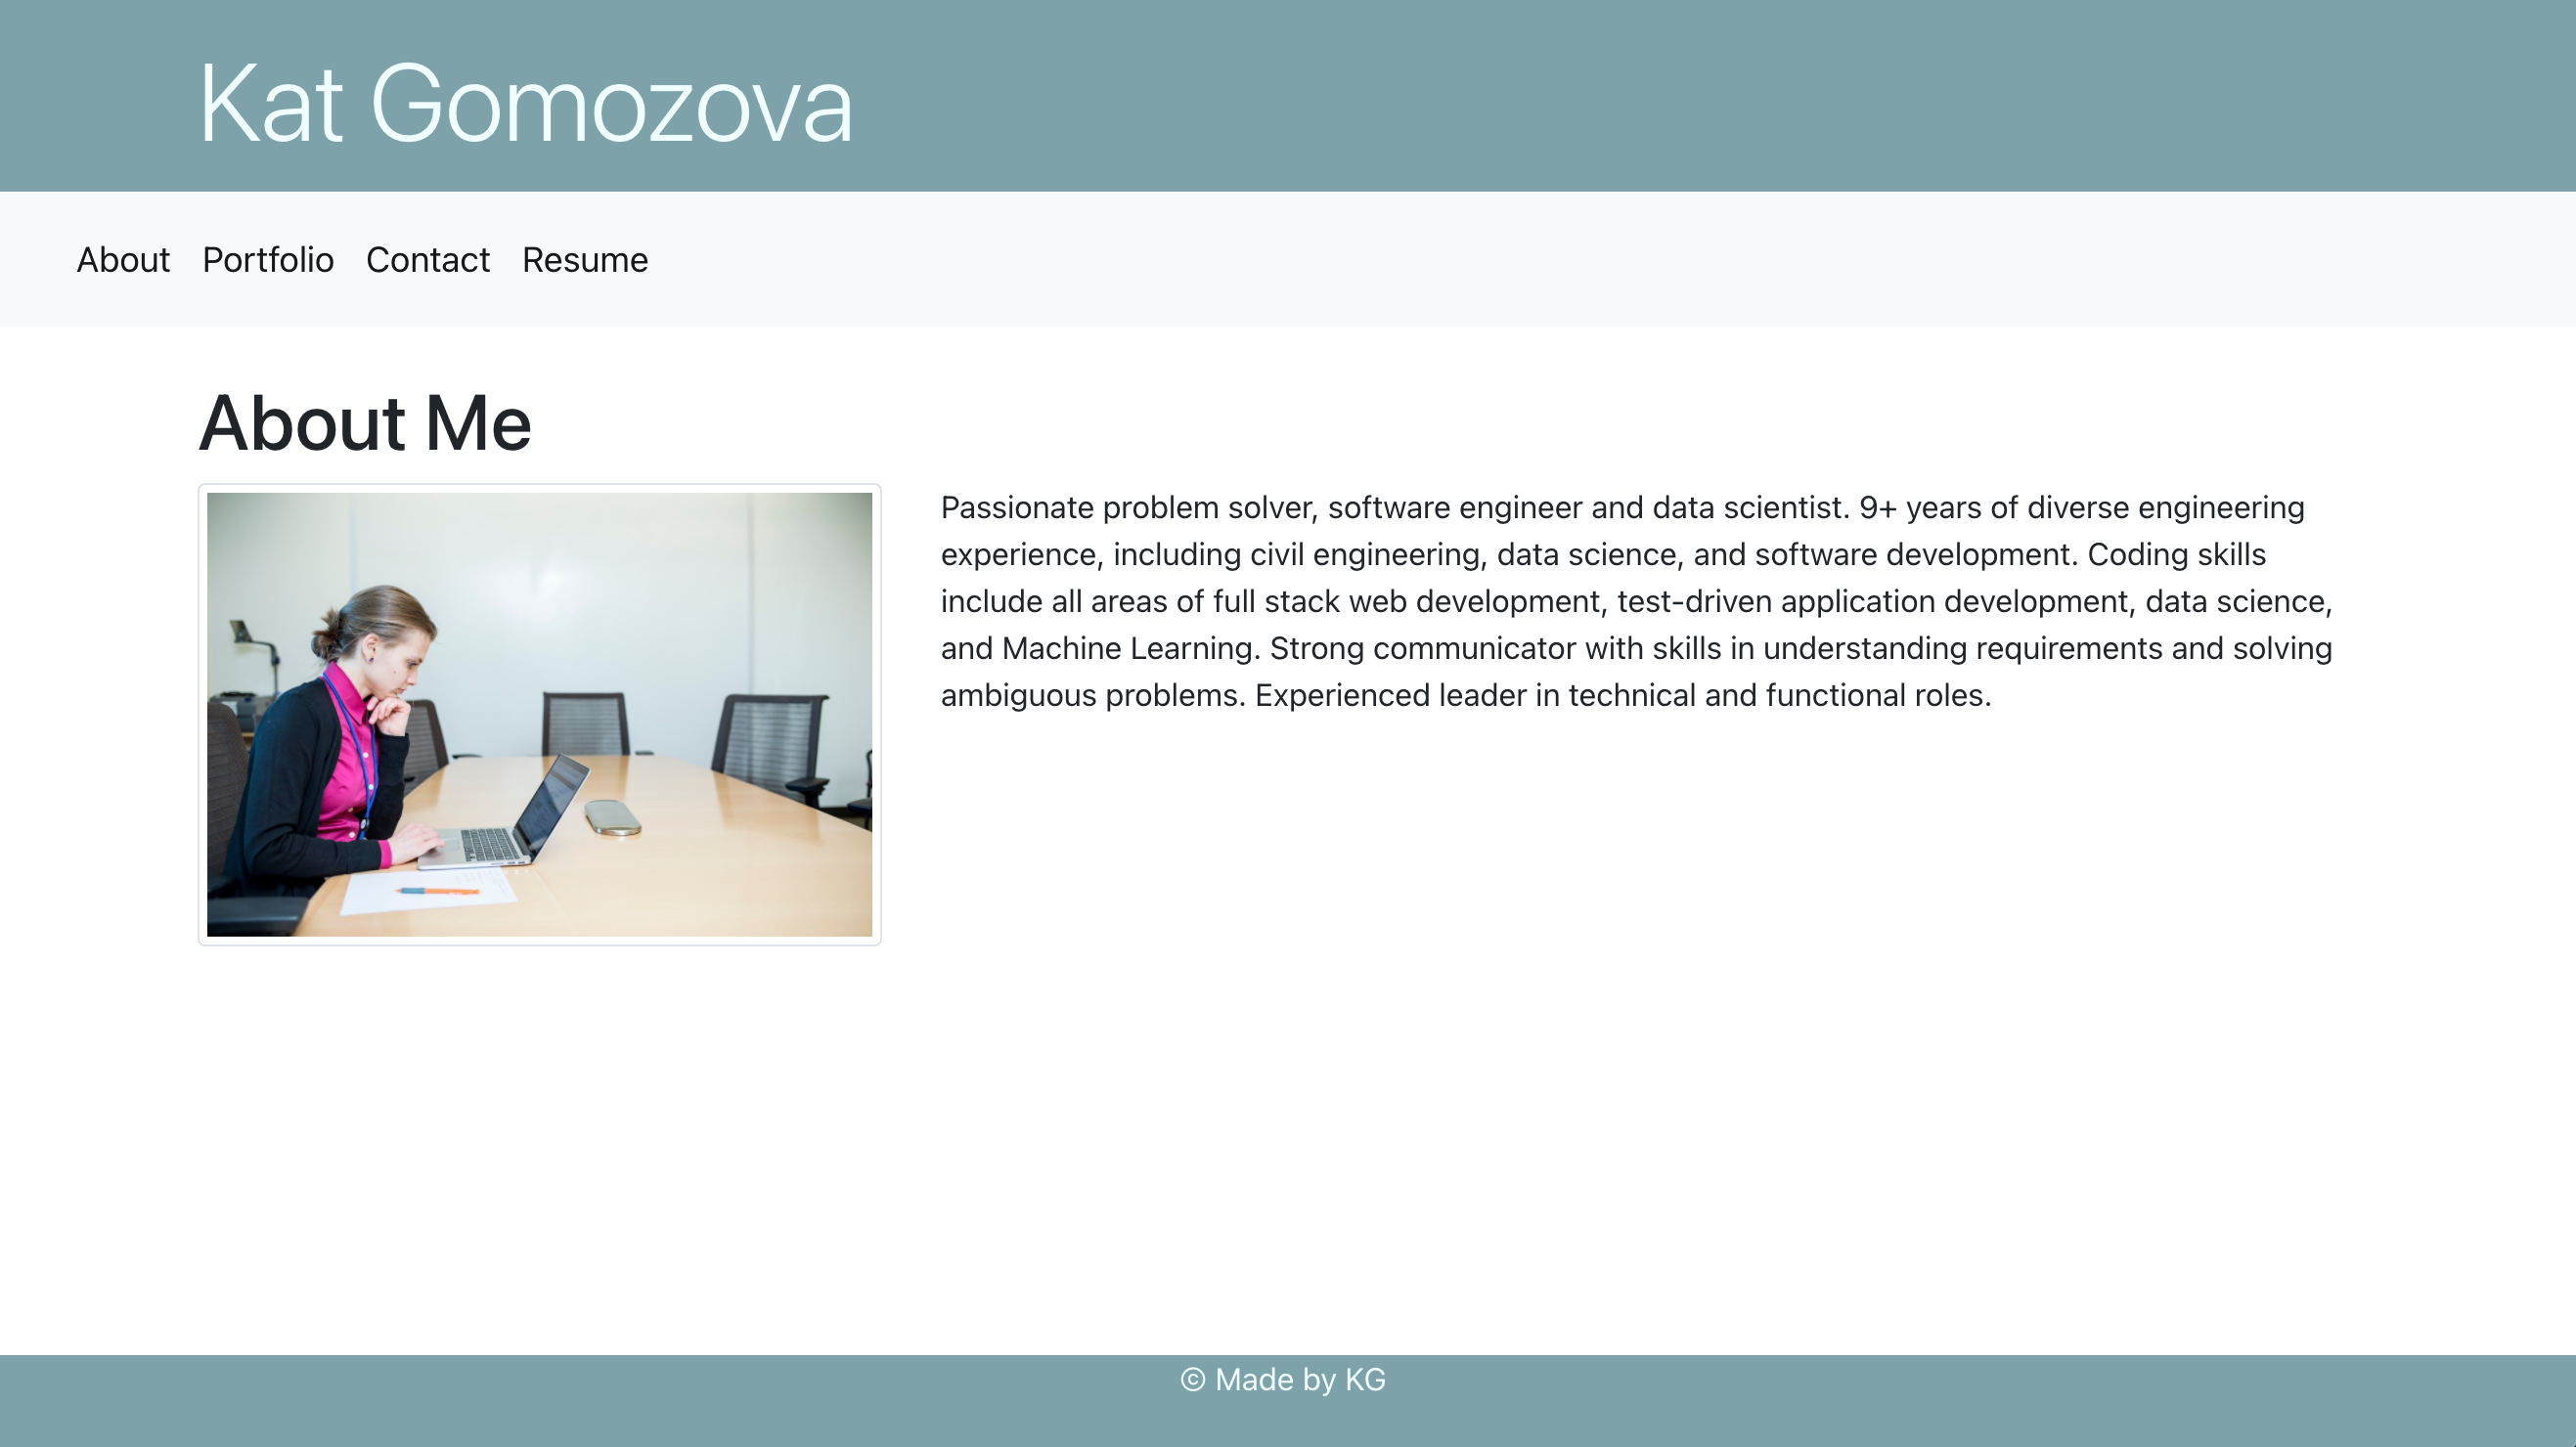 Kat Gomozova
About Portfolio Contact Resume
About Me
Passionate problem solver, software engineer and data scientist. 9+ years of diverse engineering
experience, including civil engineering, data science, and software development. Coding skills
include all areas of full stack web development, test-driven application development, data science,
and Machine Learning. Strong communicator with skills in understanding requirements and solving
ambiguous problems. Experienced leader in technical and functional roles.
© Made by KG